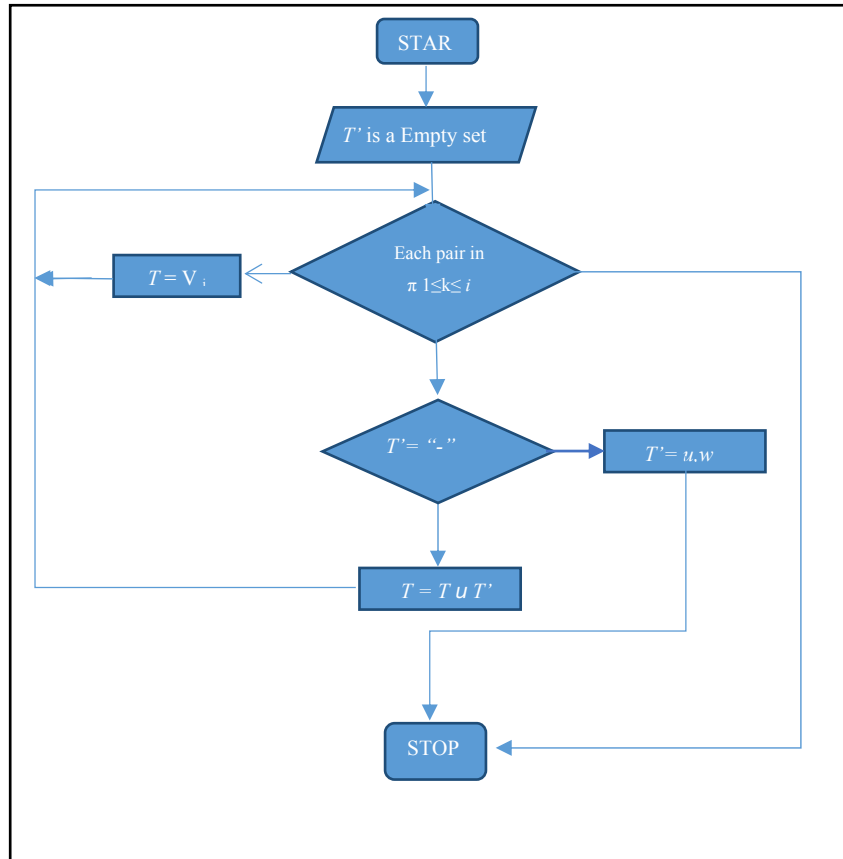 STAR
T’ is a Empty set
Each pair in
π 1≤k≤ i
T = V i
T’= “-”
T’= u,w
T = T u T’
STOP